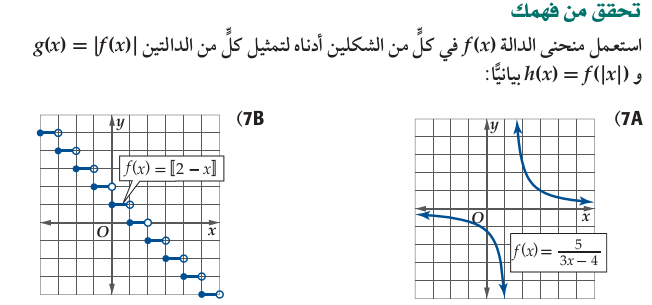 تحقق من فهمك
استعمل منحنى الدالة f(x) في كلٍّ من الشكلين أدناه لتمثيل كلٍّ من الدالتين g(x) = |f(x)|
و h(x) = f(|x|) بيانيًّا:
(7A
y
O
x
f(x) = 5/(3x – 4)
(7B
y
f(x) = ⟦2 – x⟧
O
x